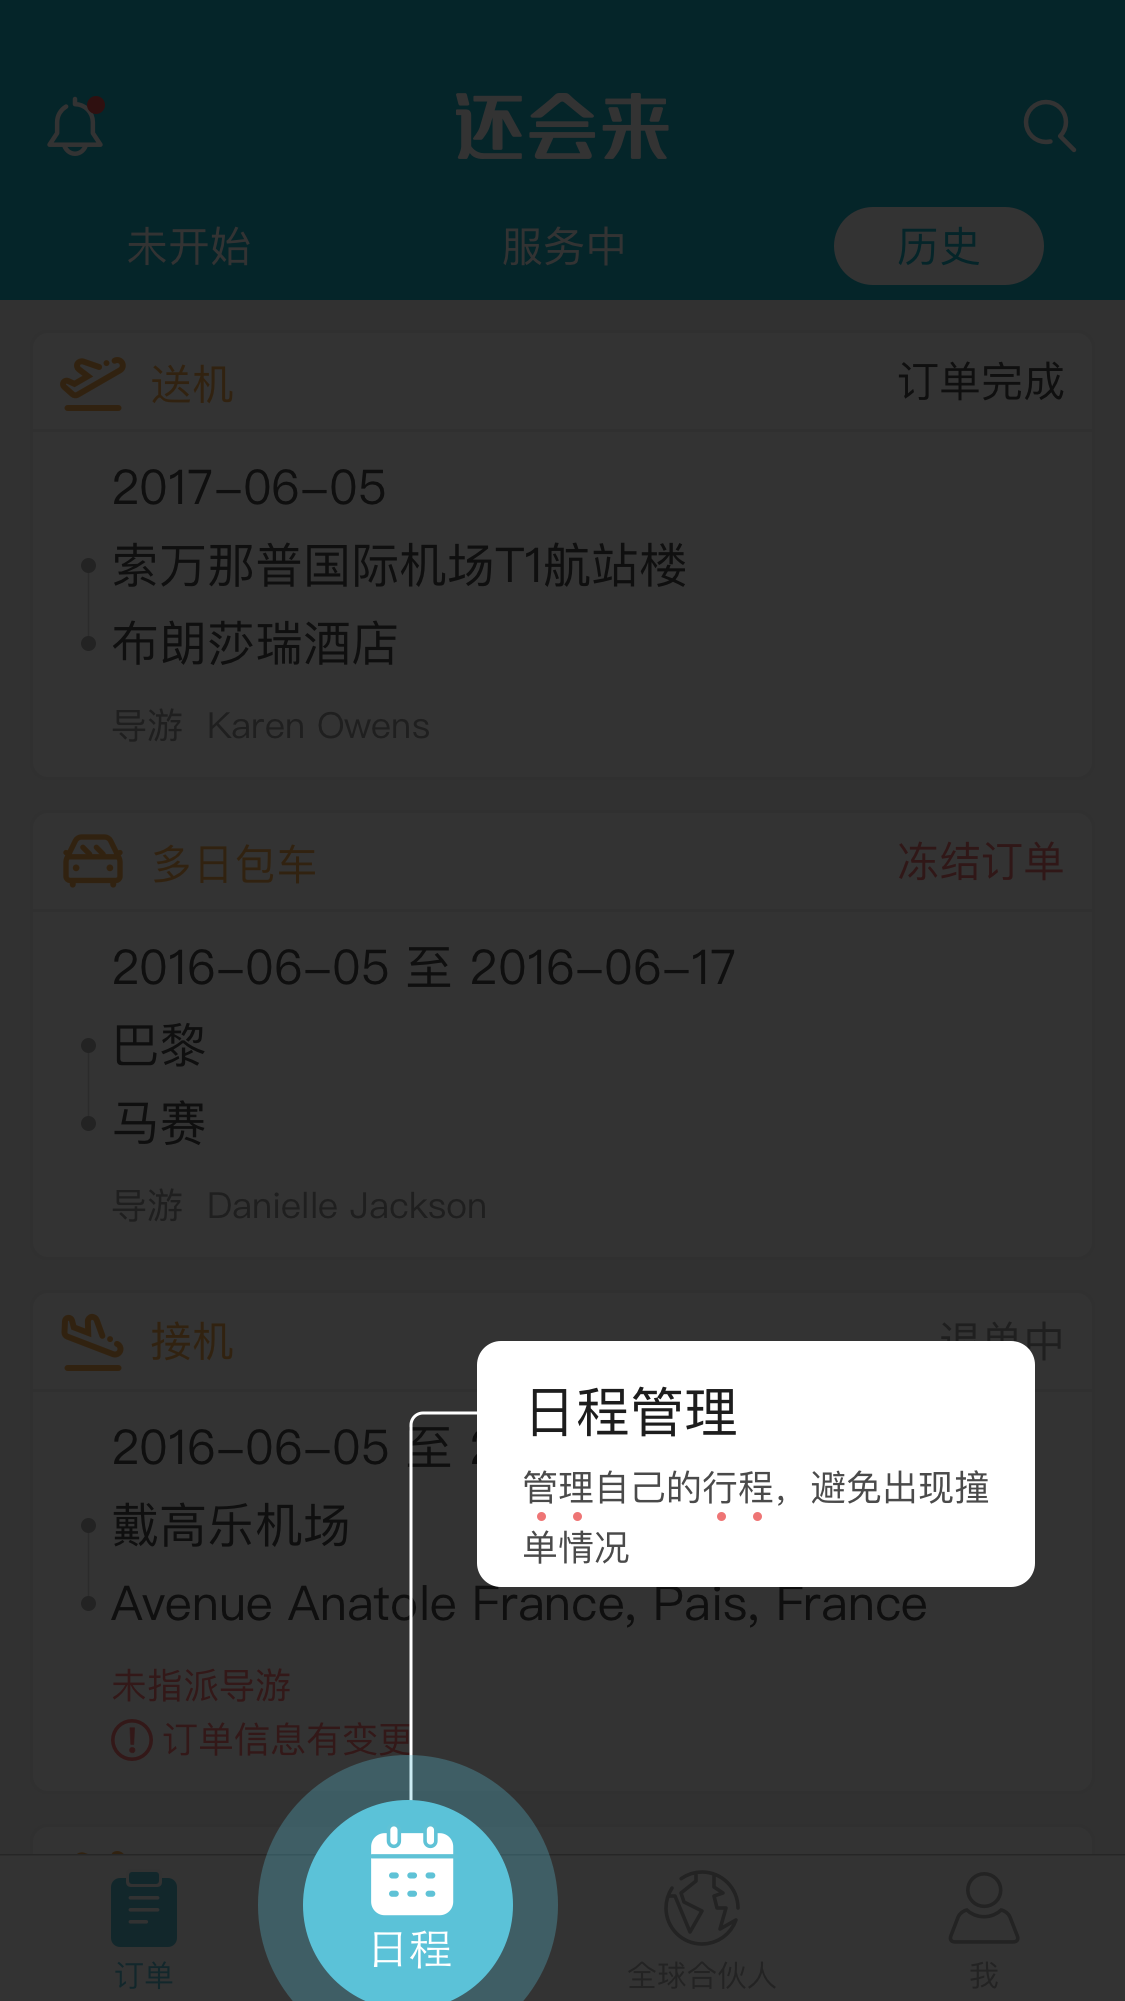 还会来
未开始 服务中 历史
送机 订单完成
2017-06-05
索万那普国际机场T1航站楼
布朗莎瑞酒店
导游 Karen Owens
多日包车 冻结订单
2016-06-05 至 2016-06-17
巴黎
马赛
导游 Danielle Jackson
接机 退单中
日程管理
管理自己的行程，避免出现撞
单情况
2016-06-05 至 2
戴高乐机场
Avenue Anatole France, Pais, France
未指派导游
订单信息有变更
订单 日程 全球合伙人 我